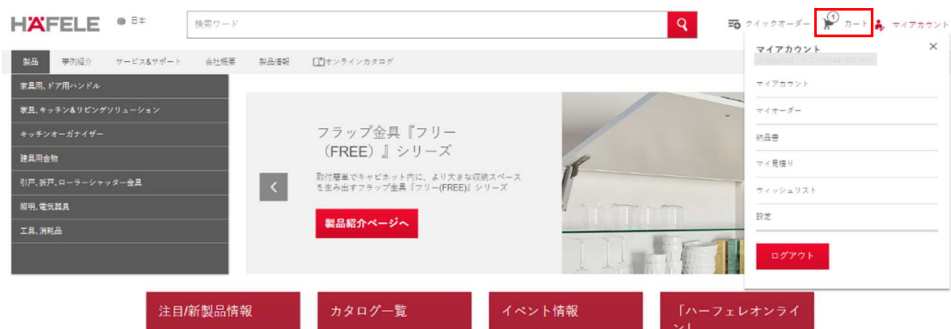 HÄFELE
日本
検索ワード
クイックオーダー
1
カート
マイアカウント
製品
事例紹介
サービス&サポート
会社概要
製品情報
オンラインカタログ
家具用、ドア用ハンドル
家具、キッチン&リビングソリューション
キッチンオーガナイザー
建具用金物
引戸、折戸、ローラーシャッター金具
照明、電気器具
工具、消耗品
フラップ金具『フリー
（FREE）』シリーズ
取付簡単でキャビネット内に、より大きな収納スペース
を生み出すフラップ金具『フリー(FREE)』シリーズ
製品紹介ページへ
マイアカウント
マイアカウント
マイオーダー
納品書
マイ見積り
ウィッシュリスト
設定
ログアウト
注目/新製品情報
カタログ一覧
イベント情報
「ハーフェレオンライ
ン」